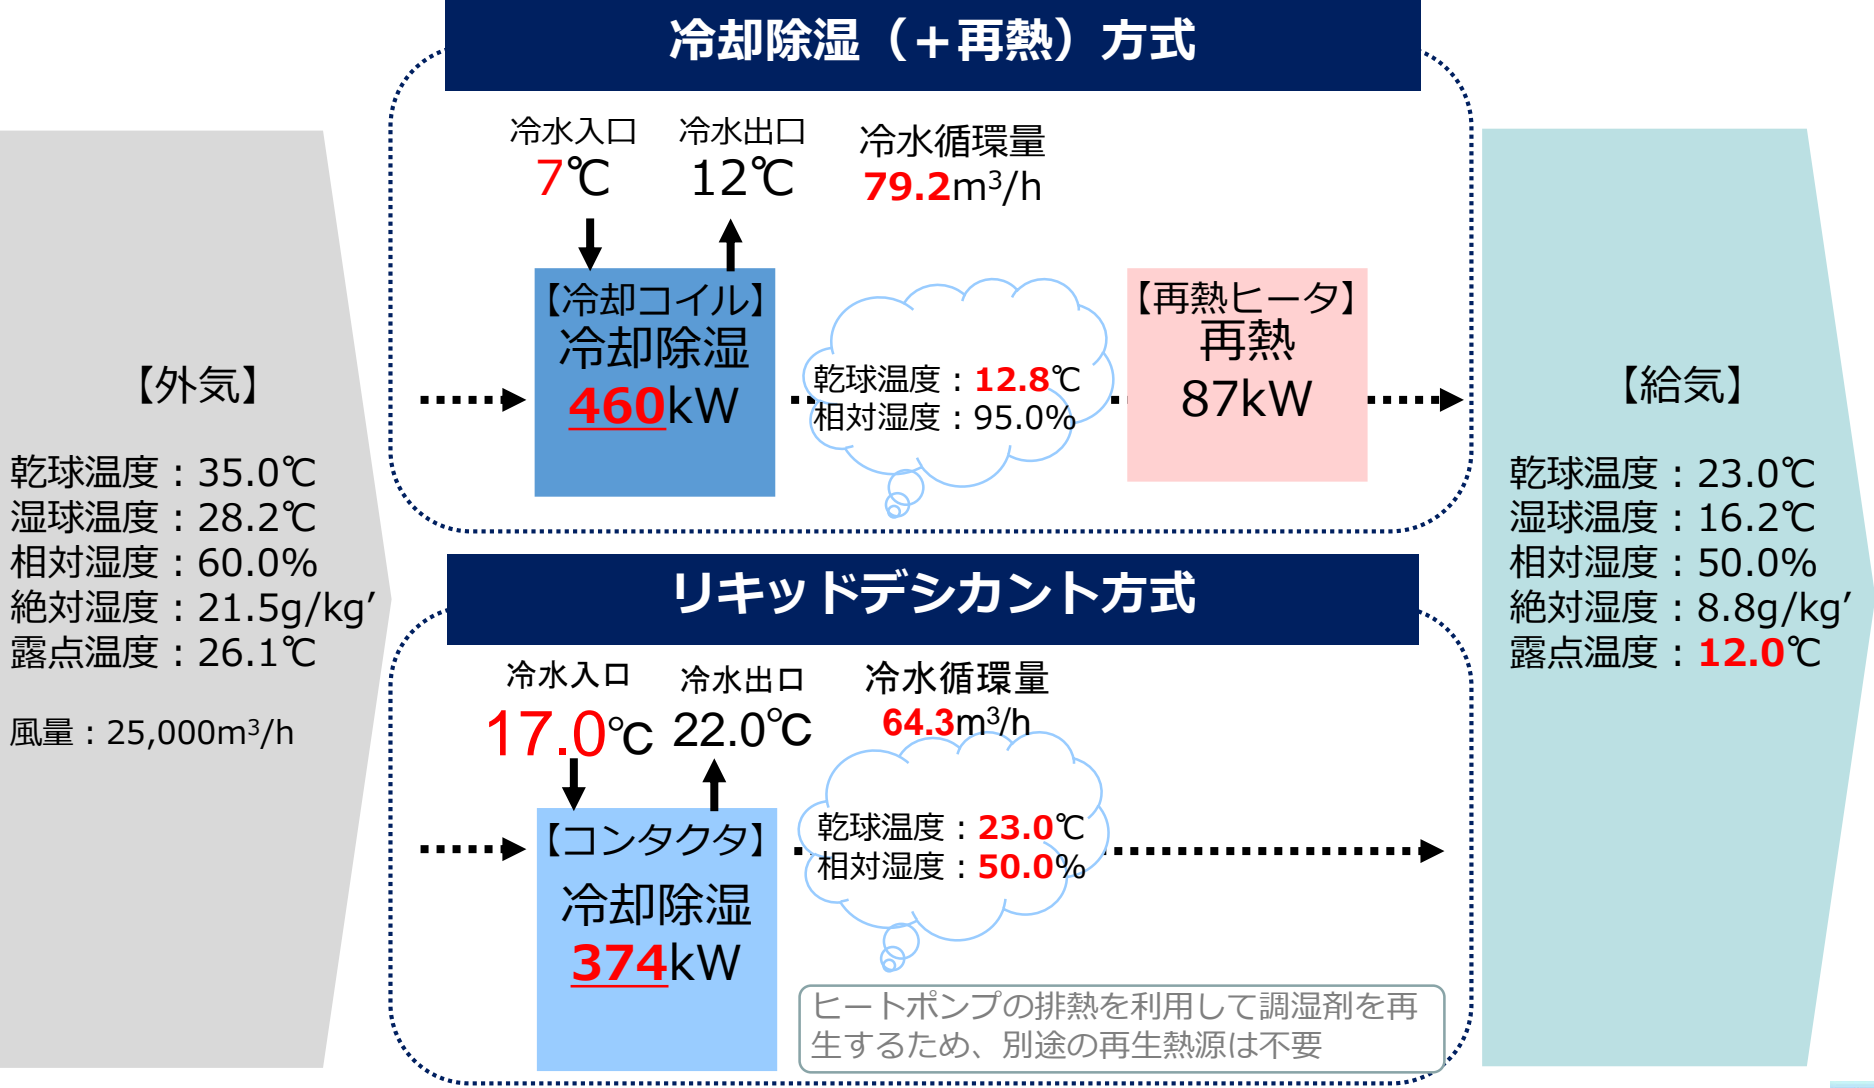 冷却除湿（＋再熱）方式
冷水入口
7℃
冷水出口
12℃
冷水循環量
79.2m³/h
【冷却コイル】
冷却除湿
460kW
乾球温度：12.8℃
相対湿度：95.0%
【再熱ヒータ】
再熱
87kW
【外気】
乾球温度：35.0℃
湿球温度：28.2℃
相対湿度：60.0%
絶対湿度：21.5g/kg′
露点温度：26.1℃
風量：25,000m³/h
リキッドデシカント方式
冷水入口
17.0℃
冷水出口
22.0℃
冷水循環量
64.3m³/h
【コンタクタ】
冷却除湿
374kW
乾球温度：23.0℃
相対湿度：50.0%
ヒートポンプの排熱を利用して調湿剤を再
生するため、別途の再生熱源は不要
【給気】
乾球温度：23.0℃
湿球温度：16.2℃
相対湿度：50.0%
絶対湿度：8.8g/kg′
露点温度：12.0℃